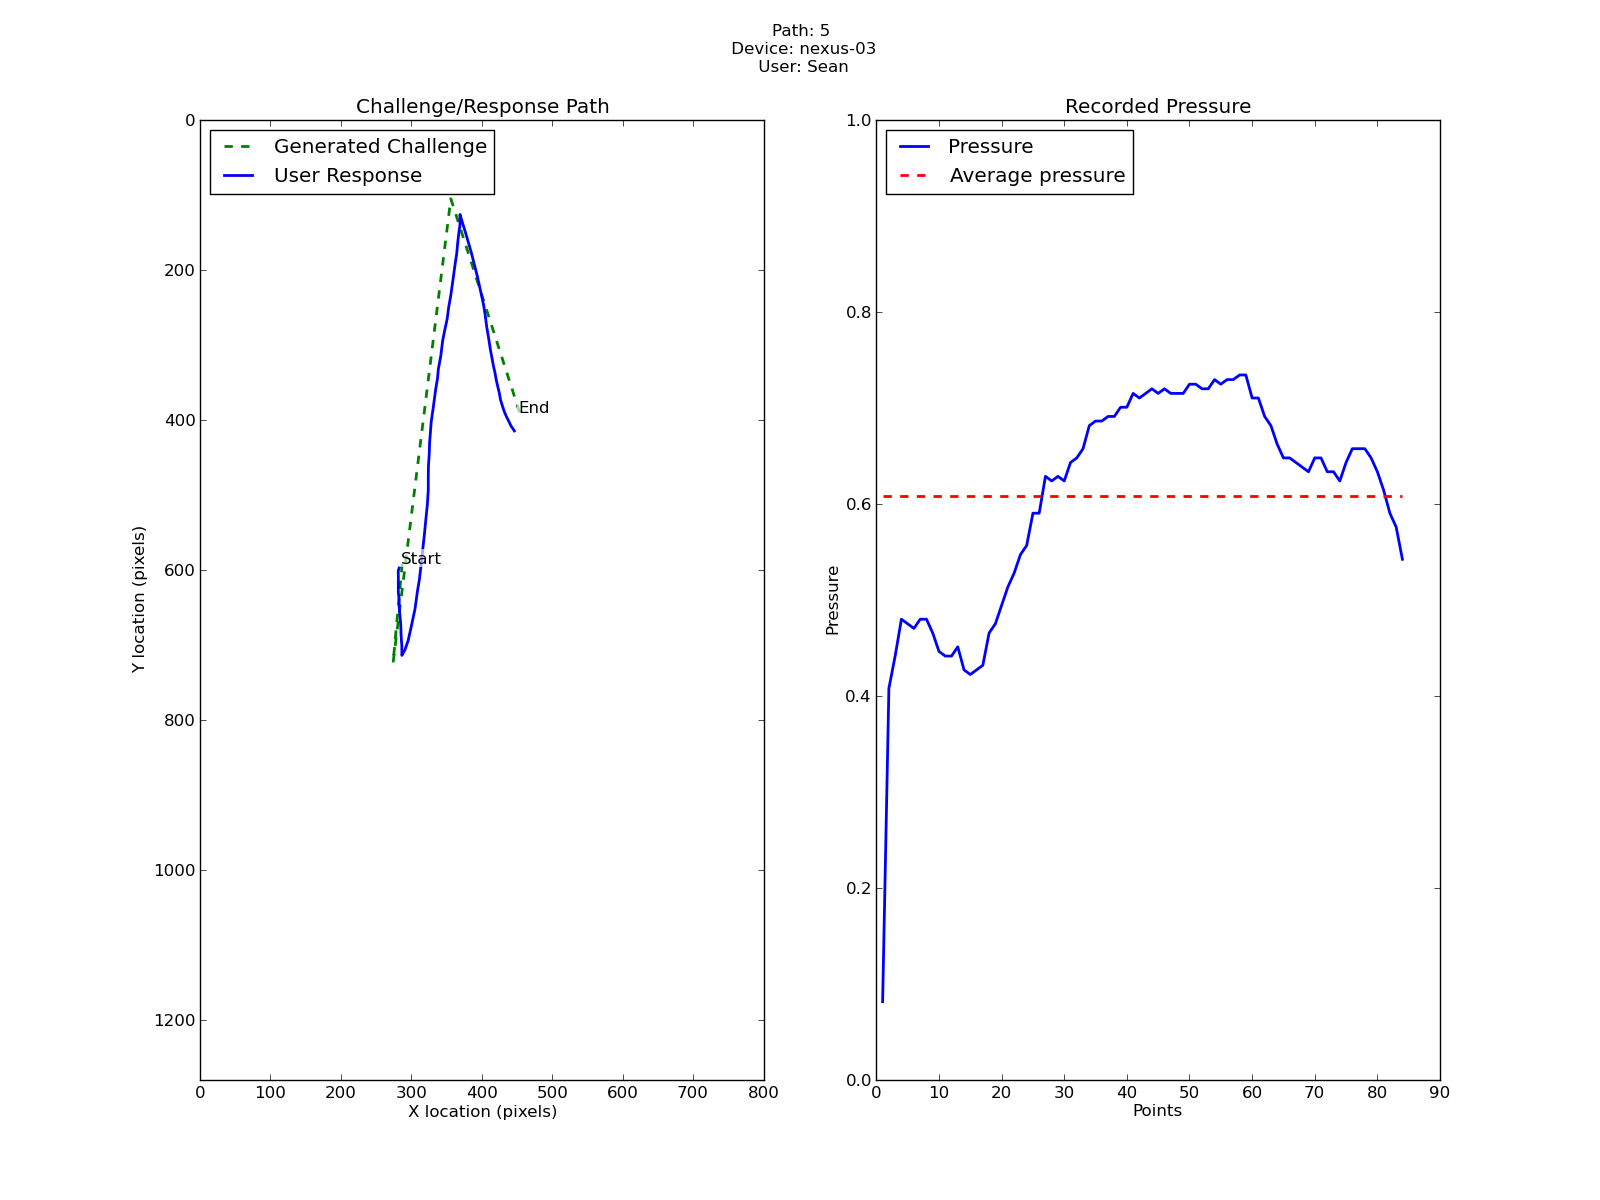 Path: 5
Device: nexus-03
User: Sean
Challenge/Response Path
Generated Challenge
User Response
Start
End
0
200
400
600
800
1000
1200
Y location (pixels)
0 100 200 300 400 500 600 700 800
X location (pixels)
Recorded Pressure
Pressure
Average pressure
1.0
0.8
0.6
0.4
0.2
0.0
Pressure
0 10 20 30 40 50 60 70 80 90
Points